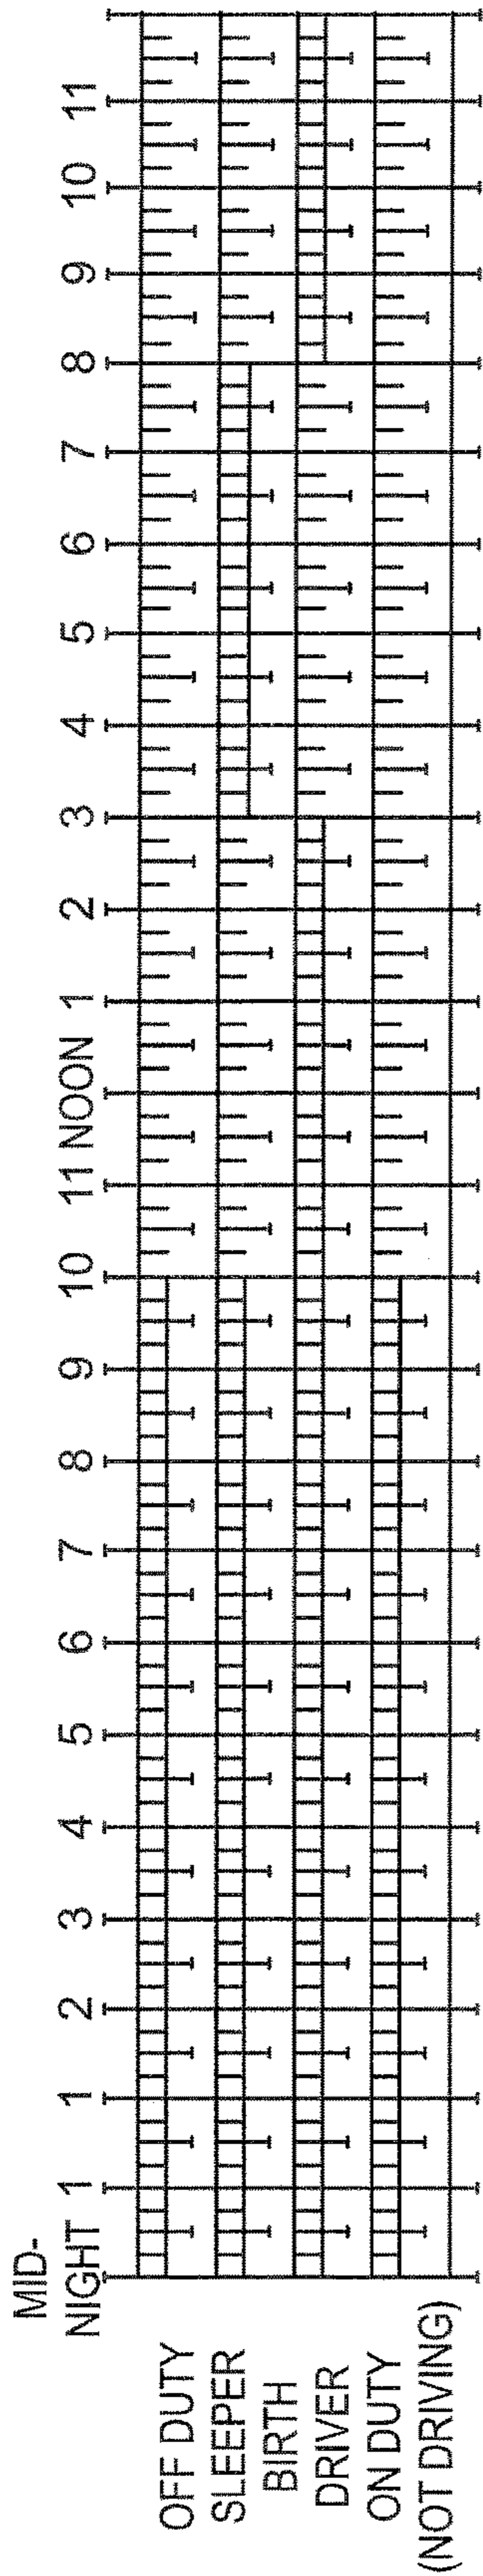 MID-
NIGHT 1 1 2 3 4 5 6 7 8 9 10 11 NOON 1 2 3 4 5 6 7 8 9 10 11
OFF DUTY
SLEEPER
BIRTH
DRIVER
ON DUTY
(NOT DRIVING)